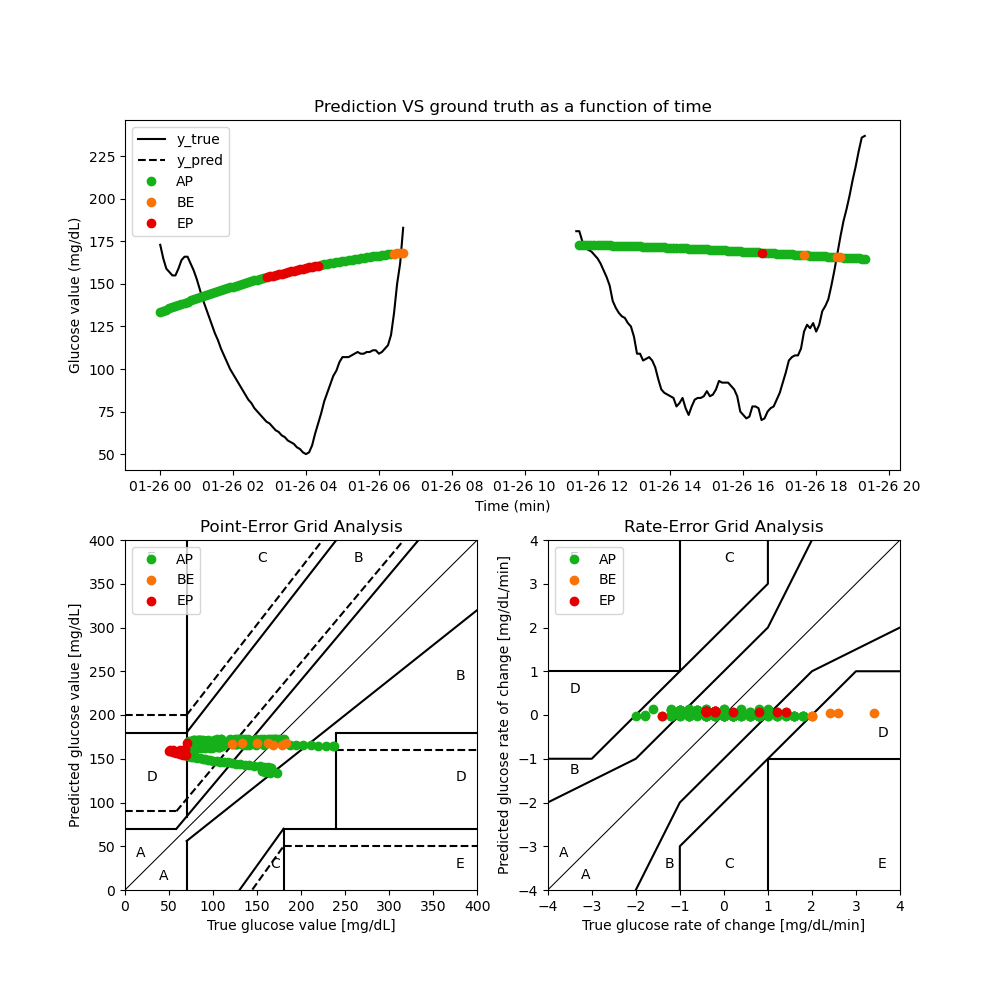 Prediction VS ground truth as a function of time
y_true
y_pred
AP
BE
EP
225
200
175
150
125
100
75
50
Glucose value (mg/dL)
01-26 00 01-26 02 01-26 04 01-26 06 01-26 08 01-26 10 01-26 12 01-26 14 01-26 16 01-26 18 01-26 20
Time (min)
Point-Error Grid Analysis
AP
BE
EP
C
B
B
D
D
A
A
C
E
400
350
300
250
200
150
100
50
0
Predicted glucose value [mg/dL]
0 50 100 150 200 250 300 350 400
True glucose value [mg/dL]
Rate-Error Grid Analysis
AP
BE
EP
C
D
D
B
A
A
B
C
E
4
3
2
1
0
−1
−2
−3
−4
Predicted glucose rate of change [mg/dL/min]
−4 −3 −2 −1 0 1 2 3 4
True glucose rate of change [mg/dL/min]